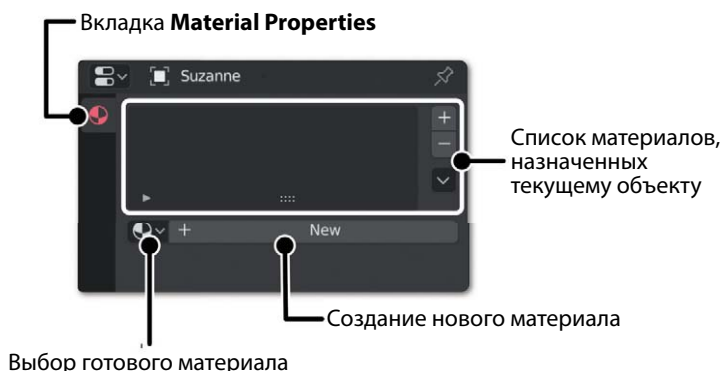 Вкладка Material Properties
Suzanne
Список материалов,
назначенных
текущему объекту
New
Создание нового материала
Выбор готового материала